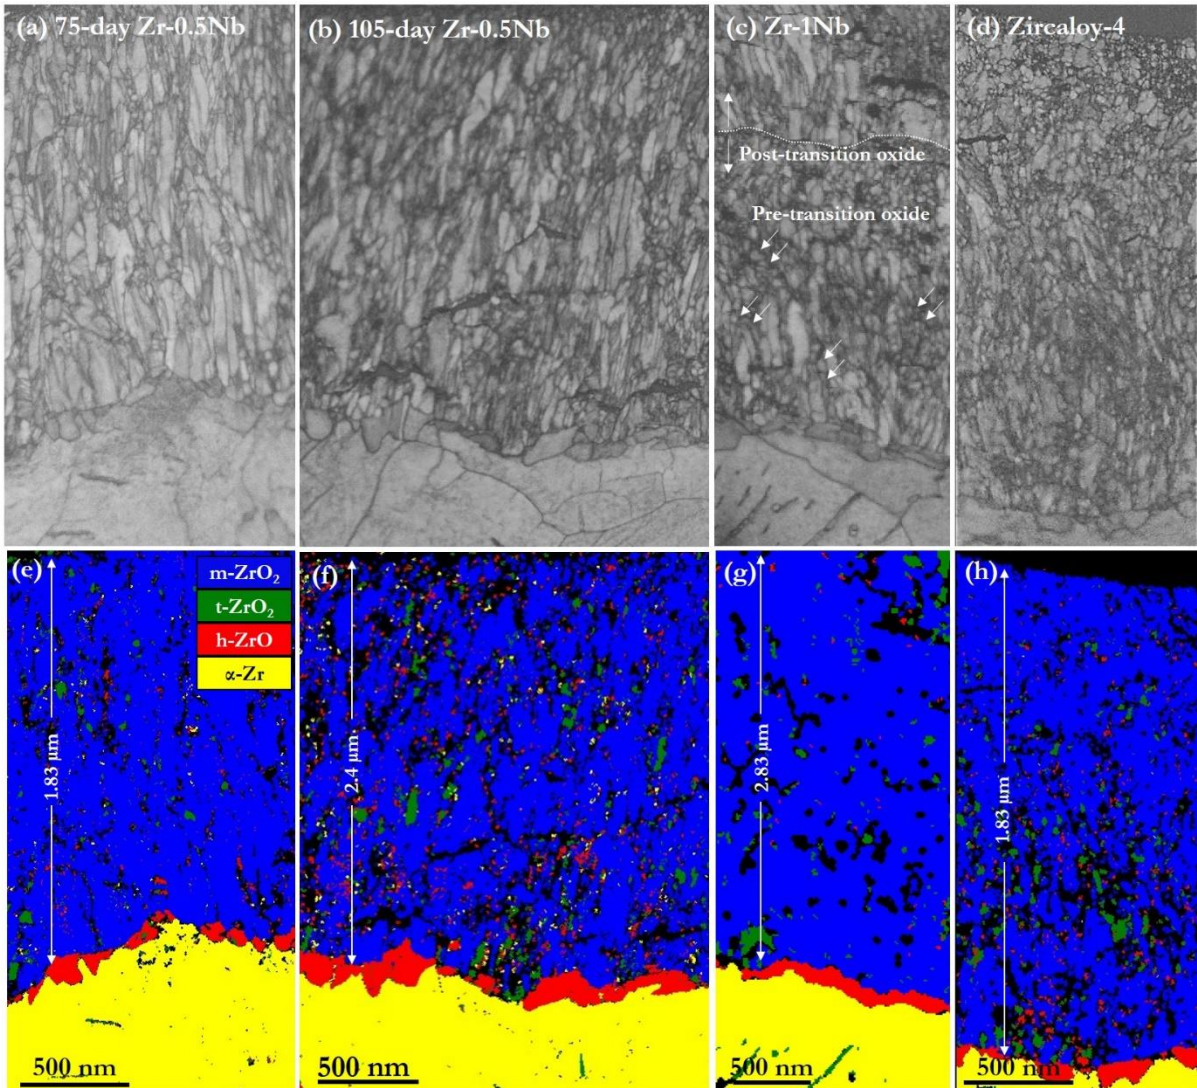 (a) 75-day Zr-0.5Nb
(b) 105-day Zr-0.5Nb
(c) Zr-1Nb
(d) Zircaloy-4
Post-transition oxide
Pre-transition oxide
(e)
m-ZrO₂
t-ZrO₂
h-ZrO
α-Zr
1.83 μm
500 nm
(f)
2.4 μm
500 nm
(g)
2.83 μm
500 nm
(h)
1.83 μm
500 nm